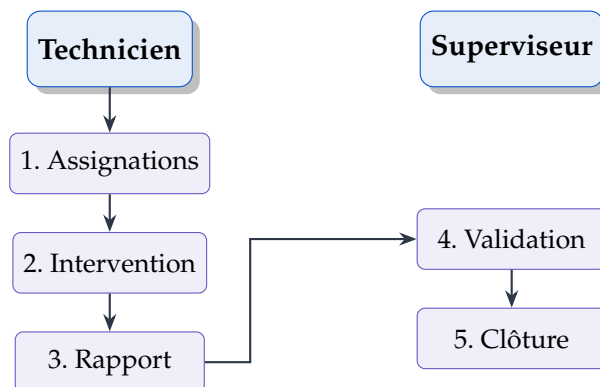 Technicien
Superviseur
1. Assignations
2. Intervention
3. Rapport
4. Validation
5. Clôture